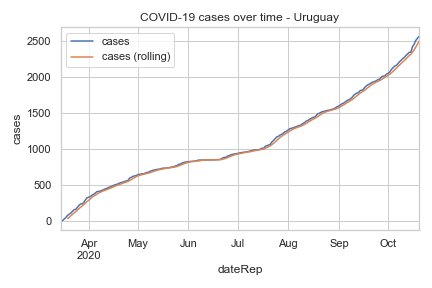 COVID-19 cases over time - Uruguay
cases
cases (rolling)
2500
2000
1500
1000
500
0
cases
Apr May Jun Jul Aug Sep Oct
2020
dateRep